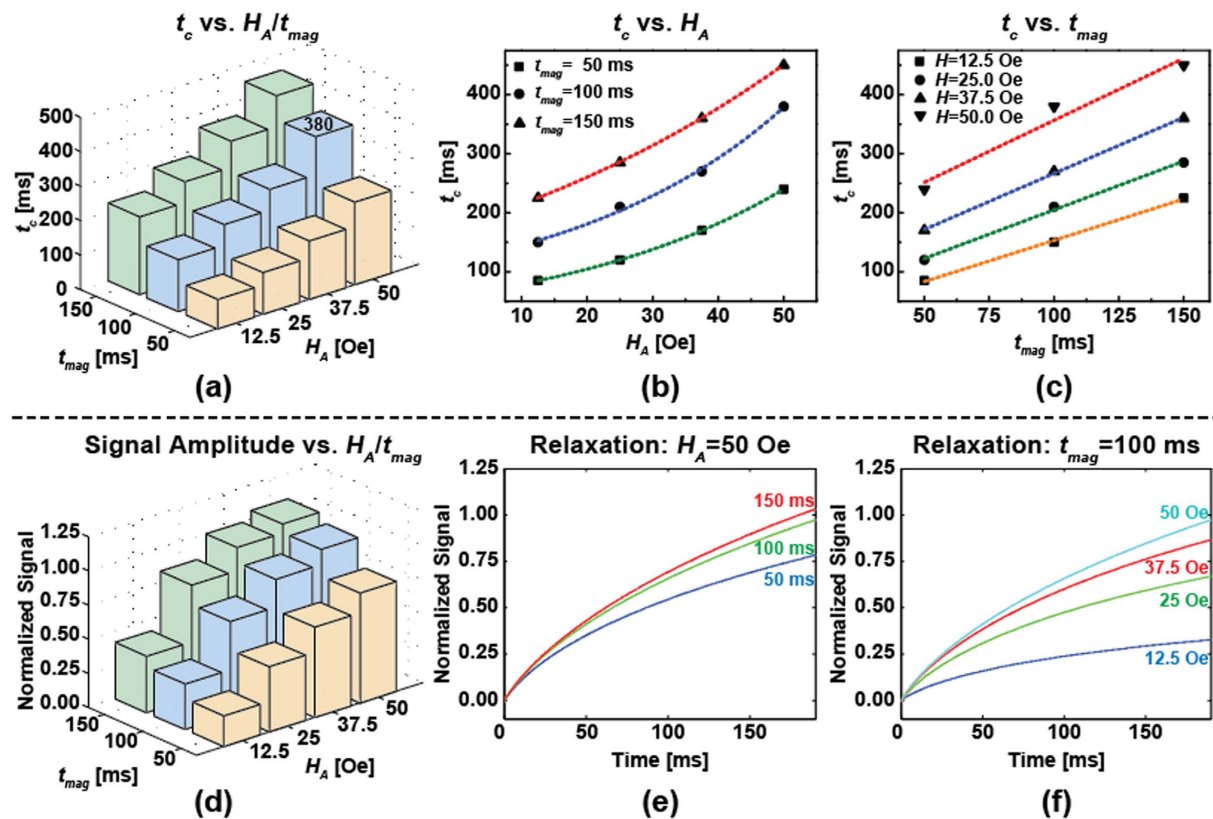 t_c vs. H_A/t_mag
500
400
300
200
100
0
t_c [ms]
380
150
100
50
t_mag [ms]
12.5
25
37.5
50
H_A [Oe]
(a)
t_c vs. H_A
t_mag= 50 ms
t_mag=100 ms
t_mag=150 ms
400
300
200
100
t_c [ms]
10 20 30 40 50
H_A [Oe]
(b)
t_c vs. t_mag
H=12.5 Oe
H=25.0 Oe
H=37.5 Oe
H=50.0 Oe
400
300
200
100
t_c [ms]
50 75 100 125 150
t_mag [ms]
(c)
Signal Amplitude vs. H_A/t_mag
1.25
1.00
0.75
0.50
0.25
0.00
Normalized Signal
150
100
50
t_mag [ms]
12.5
25
37.5
50
H_A [Oe]
(d)
Relaxation: H_A=50 Oe
1.25
1.00
0.75
0.50
0.25
0.00
Normalized Signal
150 ms
100 ms
50 ms
0 50 100 150
Time [ms]
(e)
Relaxation: t_mag=100 ms
1.25
1.00
0.75
0.50
0.25
0.00
Normalized Signal
50 Oe
37.5 Oe
25 Oe
12.5 Oe
0 50 100 150
Time [ms]
(f)